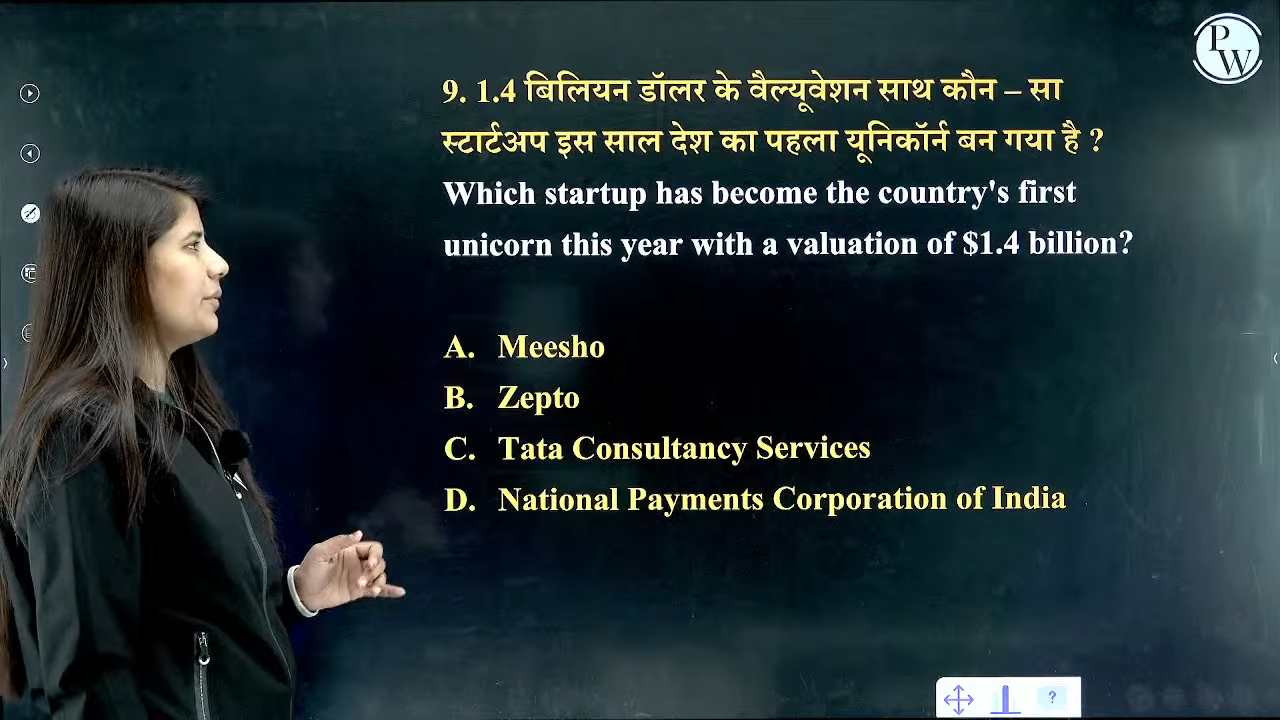 PW
9. 1.4 बिलियन डॉलर के वैल्यूवेशन साथ कौन – सा
स्टार्टअप इस साल देश का पहला यूनिकॉर्न बन गया है ?
Which startup has become the country's first
unicorn this year with a valuation of $1.4 billion?
A. Meesho
B. Zepto
C. Tata Consultancy Services
D. National Payments Corporation of India
?